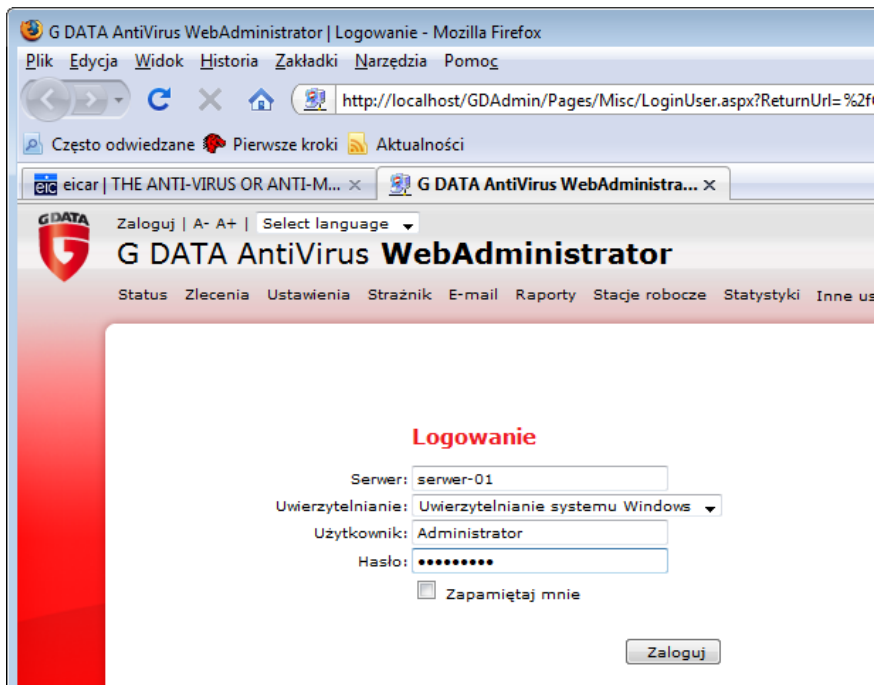 G DATA AntiVirus WebAdministrator | Logowanie - Mozilla Firefox
Plik Edycja Widok Historia Zakładki Narzędzia Pomoc
http://localhost/GDAdmin/Pages/Misc/LoginUser.aspx?ReturnUrl=%2f
Często odwiedzane Pierwsze kroki Aktualności
eic eicar | THE ANTI-VIRUS OR ANTI-M... G DATA AntiVirus WebAdministra...
G DATA Zaloguj | A- A+ | Select language
G DATA AntiVirus WebAdministrator
Status Zlecenia Ustawienia Strażnik E-mail Raporty Stacje robocze Statystyki Inne us
Logowanie
Serwer: serwer-01
Uwierzytelnianie: Uwierzytelnianie systemu Windows
Użytkownik: Administrator
Hasło: •••••••••
Zapamiętaj mnie
Zaloguj